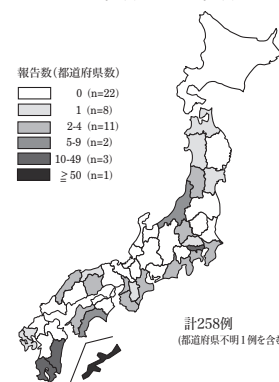 報告数(都道府県数)
0 (n=22)
1 (n=8)
2-4 (n=11)
5-9 (n=2)
10-49 (n=3)
≧50 (n=1)
計258例
(都道府県不明1例を含